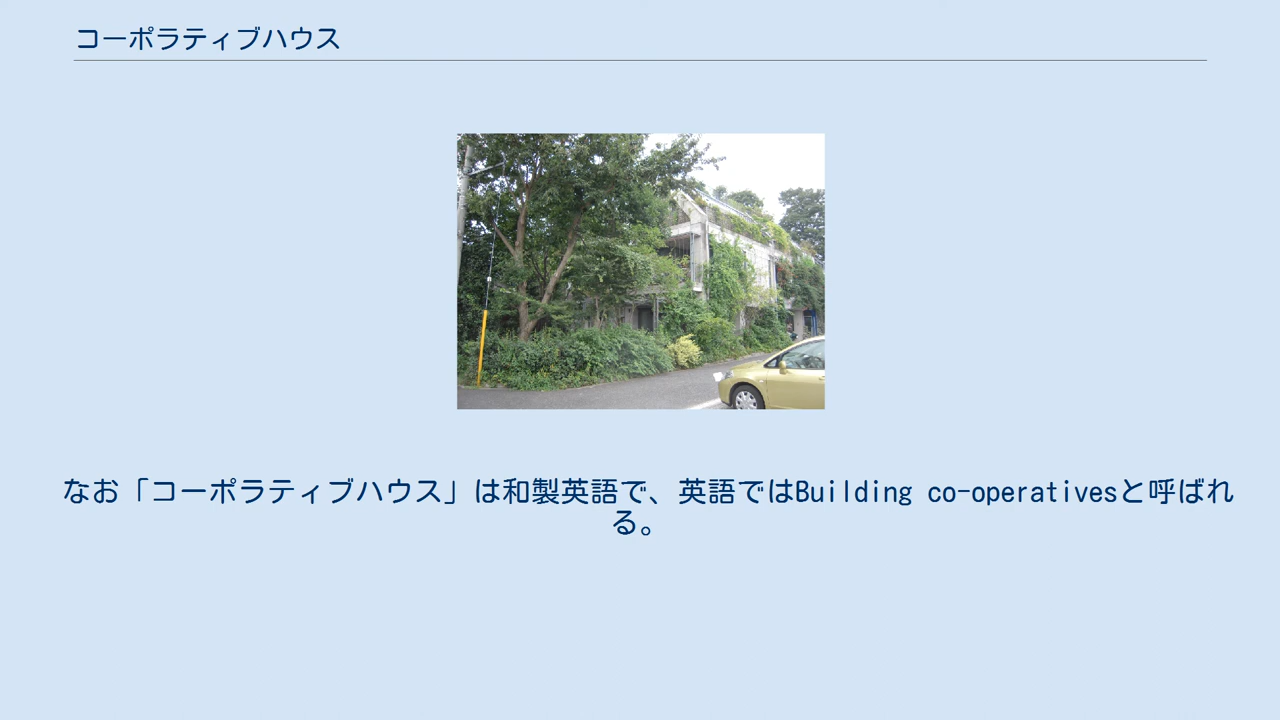 コーポラティブハウス
なお「コーポラティブハウス」は和製英語で、英語ではBuilding co-operativesと呼ばれ
る。